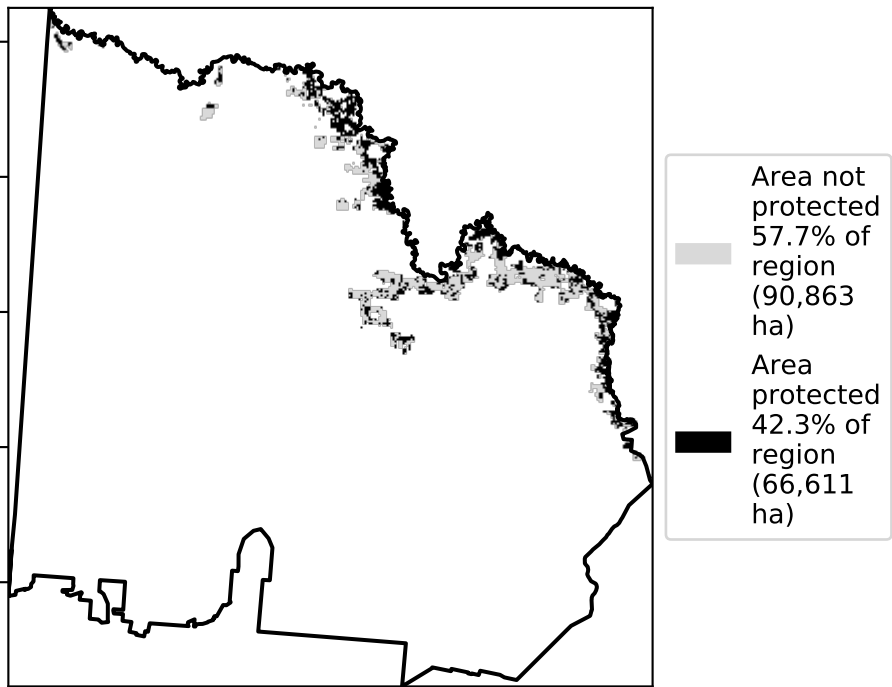 Area not
protected
57.7% of
region
(90,863
ha)
Area
protected
42.3% of
region
(66,611
ha)